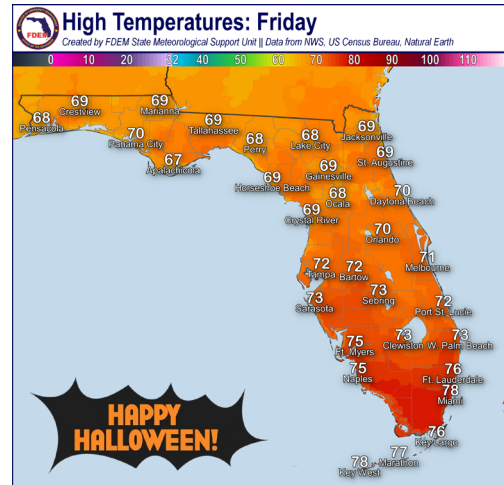 FDEM
High Temperatures: Friday
Created by FDEM State Meteorological Support Unit || Data from NWS, US Census Bureau, Natural Earth
0 10 20 30 40 50 60 70 80 90 100 110
69
Crestview
69
Marianna
68
Pensacola
69
Tallahassee
70
Panama City
67
Apalachicola
68
Perry
68
Lake City
69
Jacksonville
69
St. Augustine
69
Gainesville
69
Horseshoe Beach
68
Ocala
70
Daytona Beach
69
Crystal River
70
Orlando
71
Melbourne
72
Tampa
72
Bartow
73
Sebring
73
Sarasota
72
Port St. Lucie
75
Ft. Myers
73
Clewiston
73
W. Palm Beach
75
Naples
76
Ft. Lauderdale
78
Miami
76
Key Largo
77
Marathon
78
Key West
HAPPY
HALLOWEEN!